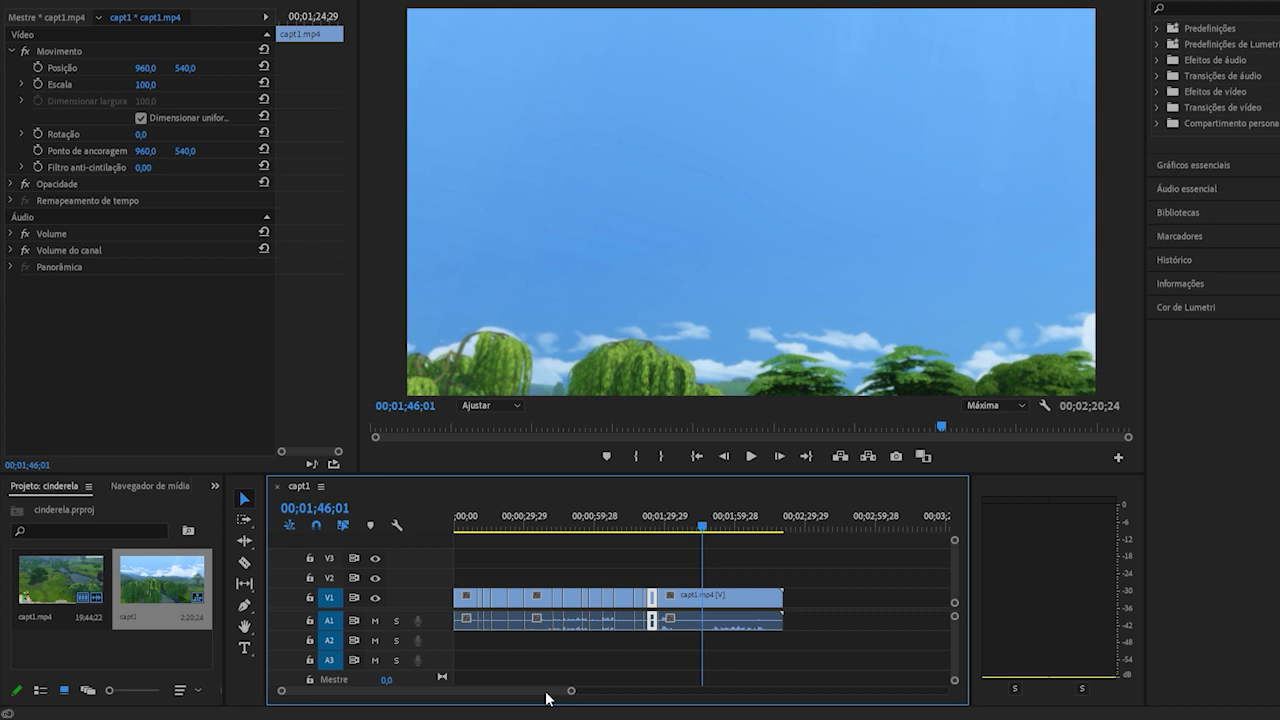 Mestre * capt1.mp4
capt1 * capt1.mp4
00;01;24;29
Vídeo
capt1.mp4
Movimento
Posição 960,0 540,0
Escala 100,0
Dimensionar largura 100,0
Dimensionar unifor...
Rotação 0,0
Ponto de ancoragem 960,0 540,0
Filtro anti-cintilação 0,00
Opacidade
Remapeamento de tempo
Áudio
Volume
Volume do canal
Panorâmica
00;01;46;01
00;01;46;01 Ajustar Máxima 00;02;20;24
Predefinições
Predefinições de Lumetri
Efeitos de áudio
Transições de áudio
Efeitos de vídeo
Transições de vídeo
Compartimento persona
Gráficos essenciais
Áudio essencial
Bibliotecas
Marcadores
Histórico
Informações
Cor de Lumetri
Projeto: cinderela
Navegador de mídia
cinderela.prproj
capt1.mp4 19;44;22
capt1 2;20;24
× capt1
00;01;46;01
;00;00 00;00;29;29 00;00;59;28 00;01;29;29 00;01;59;28 00;02;29;29 00;02;59;28 00;03;2
V3
V2
V1
capt1.mp4 [V]
A1 M S
A2 M S
A3 M S
Mestre 0,0
0
-6
-12
-18
-24
-30
-36
-42
-48
-54
dB
S S